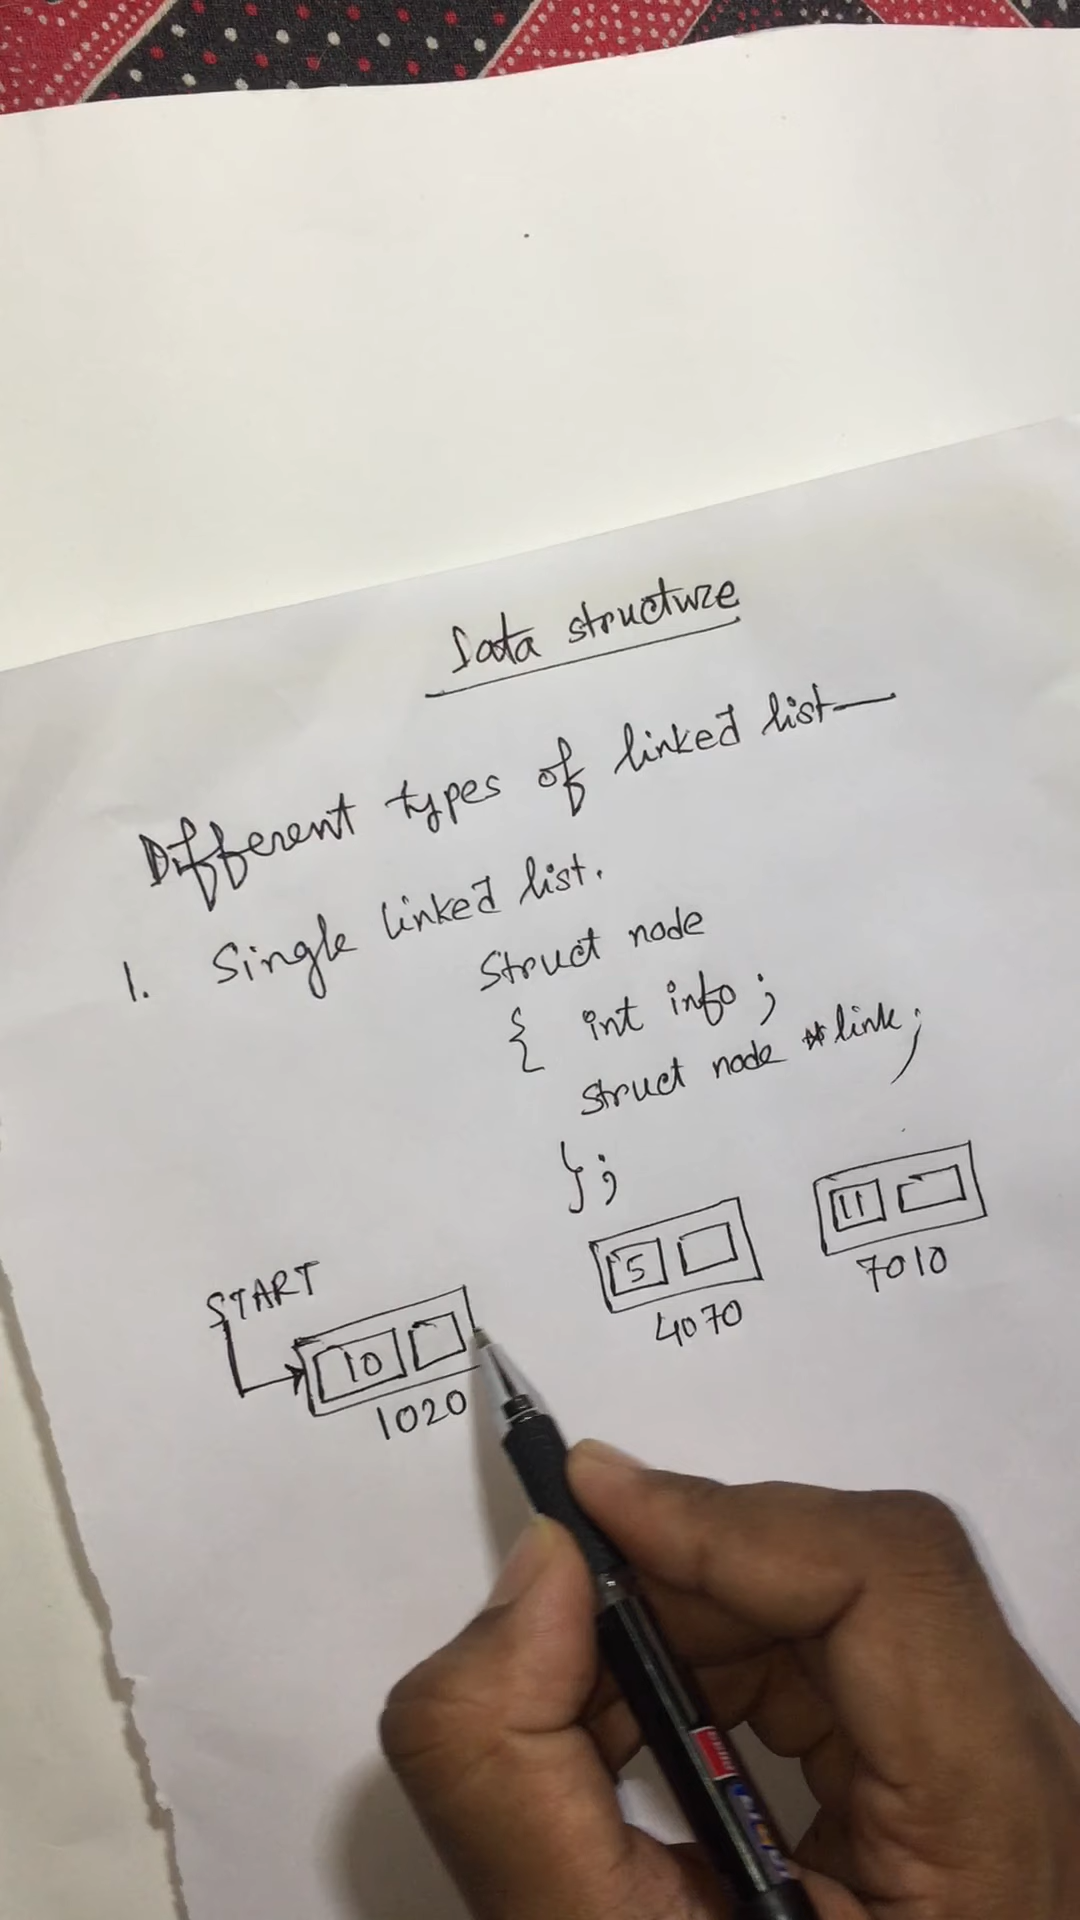 Data structure
Different types of linked list—
1. Single linked list.
struct node
{ int info;
struct node *link;
};
START
10
1020
5
4070
11
7010